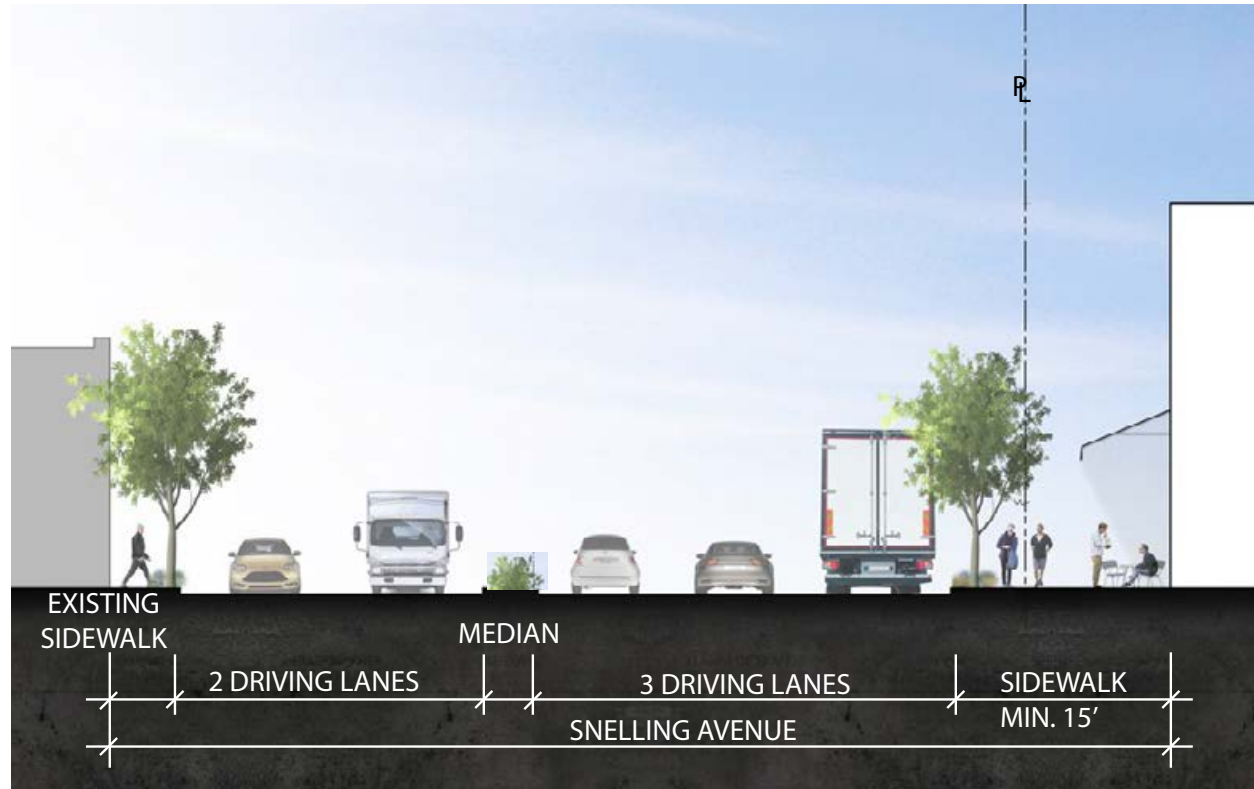 PL
EXISTING
SIDEWALK
MEDIAN
2 DRIVING LANES
3 DRIVING LANES
SIDEWALK
MIN. 15’
SNELLING AVENUE